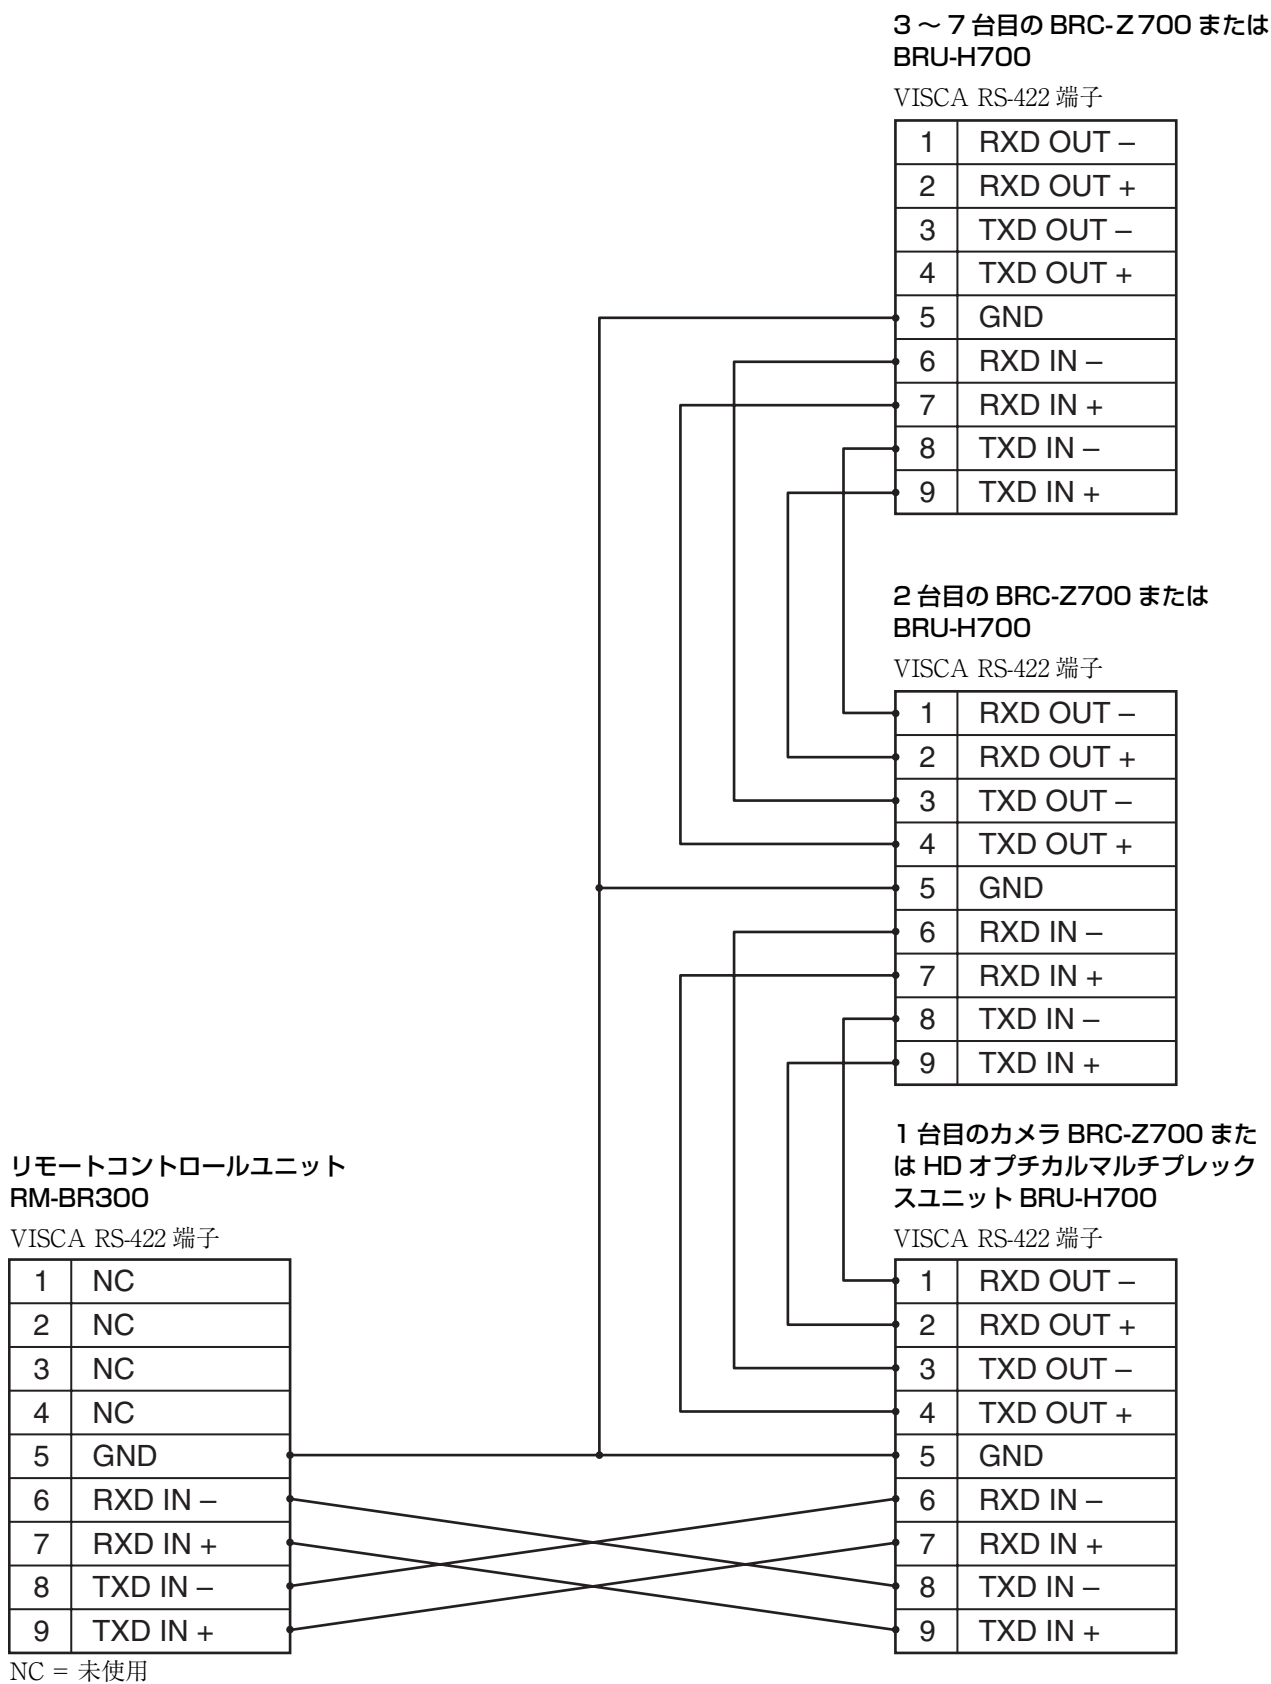 3 ～ 7 台目の BRC-Z700 または
BRU-H700
VISCA RS-422 端子
1 RXD OUT –
2 RXD OUT +
3 TXD OUT –
4 TXD OUT +
5 GND
6 RXD IN –
7 RXD IN +
8 TXD IN –
9 TXD IN +
2 台目の BRC-Z700 または
BRU-H700
VISCA RS-422 端子
1 RXD OUT –
2 RXD OUT +
3 TXD OUT –
4 TXD OUT +
5 GND
6 RXD IN –
7 RXD IN +
8 TXD IN –
9 TXD IN +
リモートコントロールユニット
RM-BR300
VISCA RS-422 端子
1 NC
2 NC
3 NC
4 NC
5 GND
6 RXD IN –
7 RXD IN +
8 TXD IN –
9 TXD IN +
NC = 未使用
1 台目のカメラ BRC-Z700 また
は HD オプチカルマルチプレック
スユニット BRU-H700
VISCA RS-422 端子
1 RXD OUT –
2 RXD OUT +
3 TXD OUT –
4 TXD OUT +
5 GND
6 RXD IN –
7 RXD IN +
8 TXD IN –
9 TXD IN +